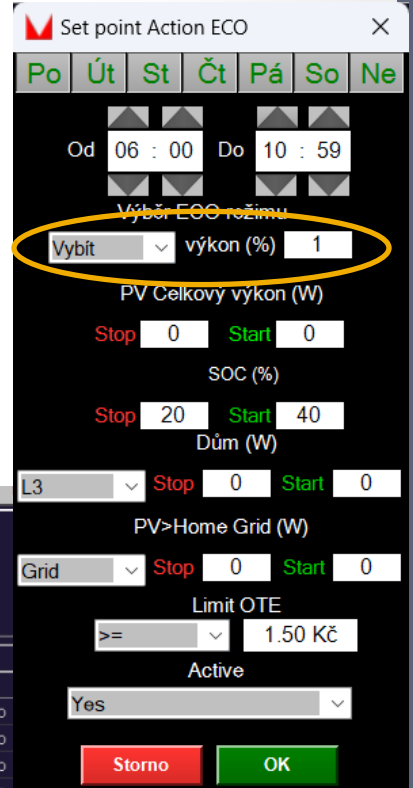 Set point Action ECO
Po Út St Čt Pá So Ne
Od 06 : 00 Do 10 : 59
Výběr ECO režimu
Vybít výkon (%) 1
PV Celkový výkon (W)
Stop 0 Start 0
SOC (%)
Stop 20 Start 40
Dům (W)
L3 Stop 0 Start 0
PV>Home Grid (W)
Grid Stop 0 Start 0
Limit OTE
>= 1.50 Kč
Active
Yes
Storno OK